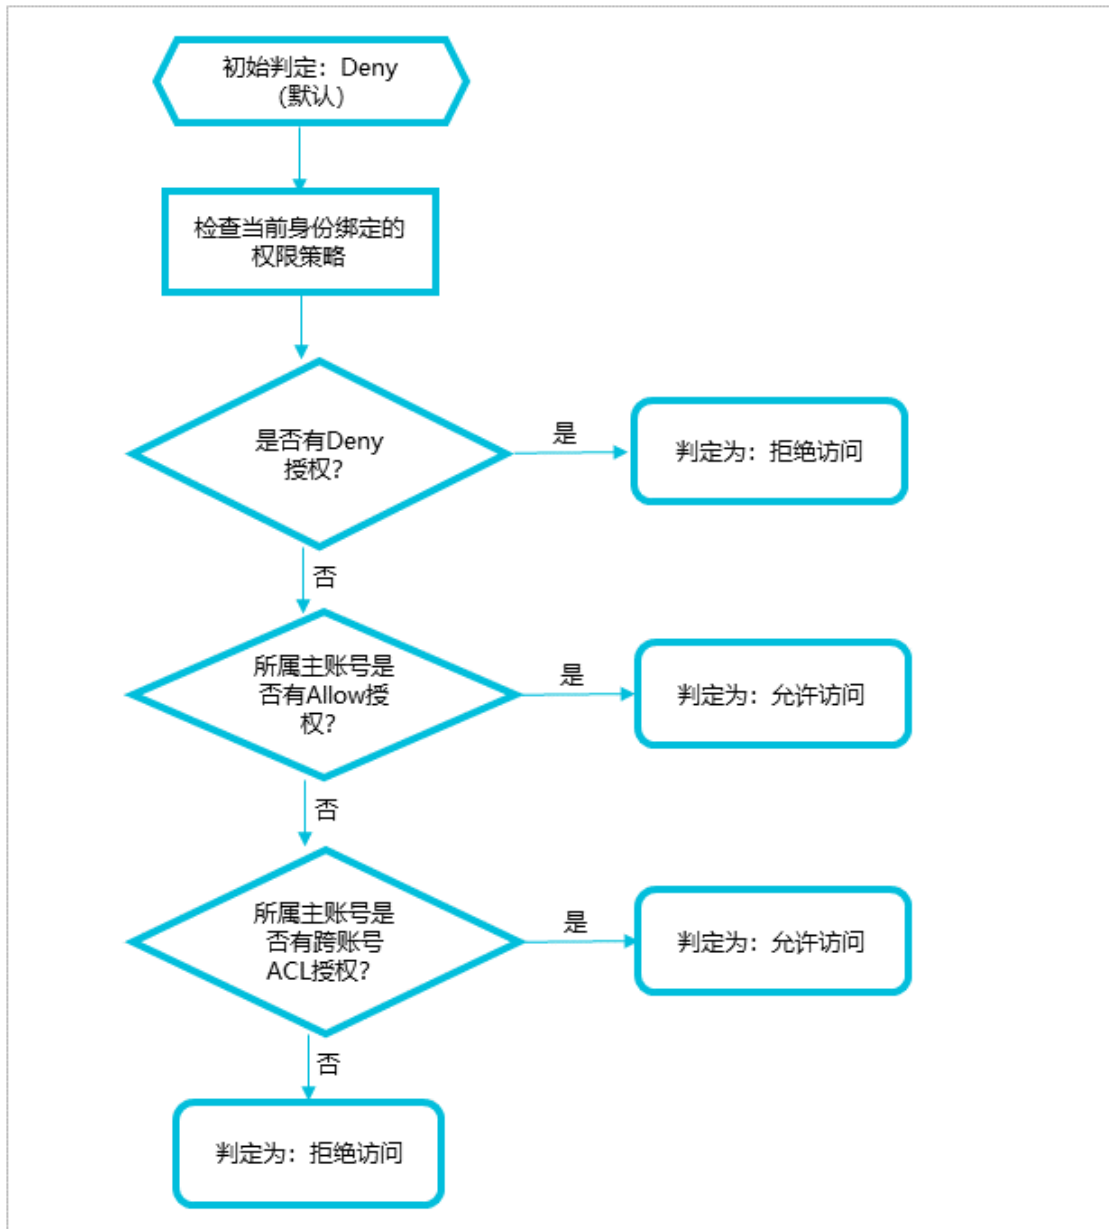 初始判定：Deny
（默认）
检查当前身份绑定的
权限策略
是否有Deny
授权？
是
判定为：拒绝访问
否
所属主账号是
否有Allow授
权？
是
判定为：允许访问
否
所属主账号是
否有跨账号
ACL授权？
是
判定为：允许访问
否
判定为：拒绝访问